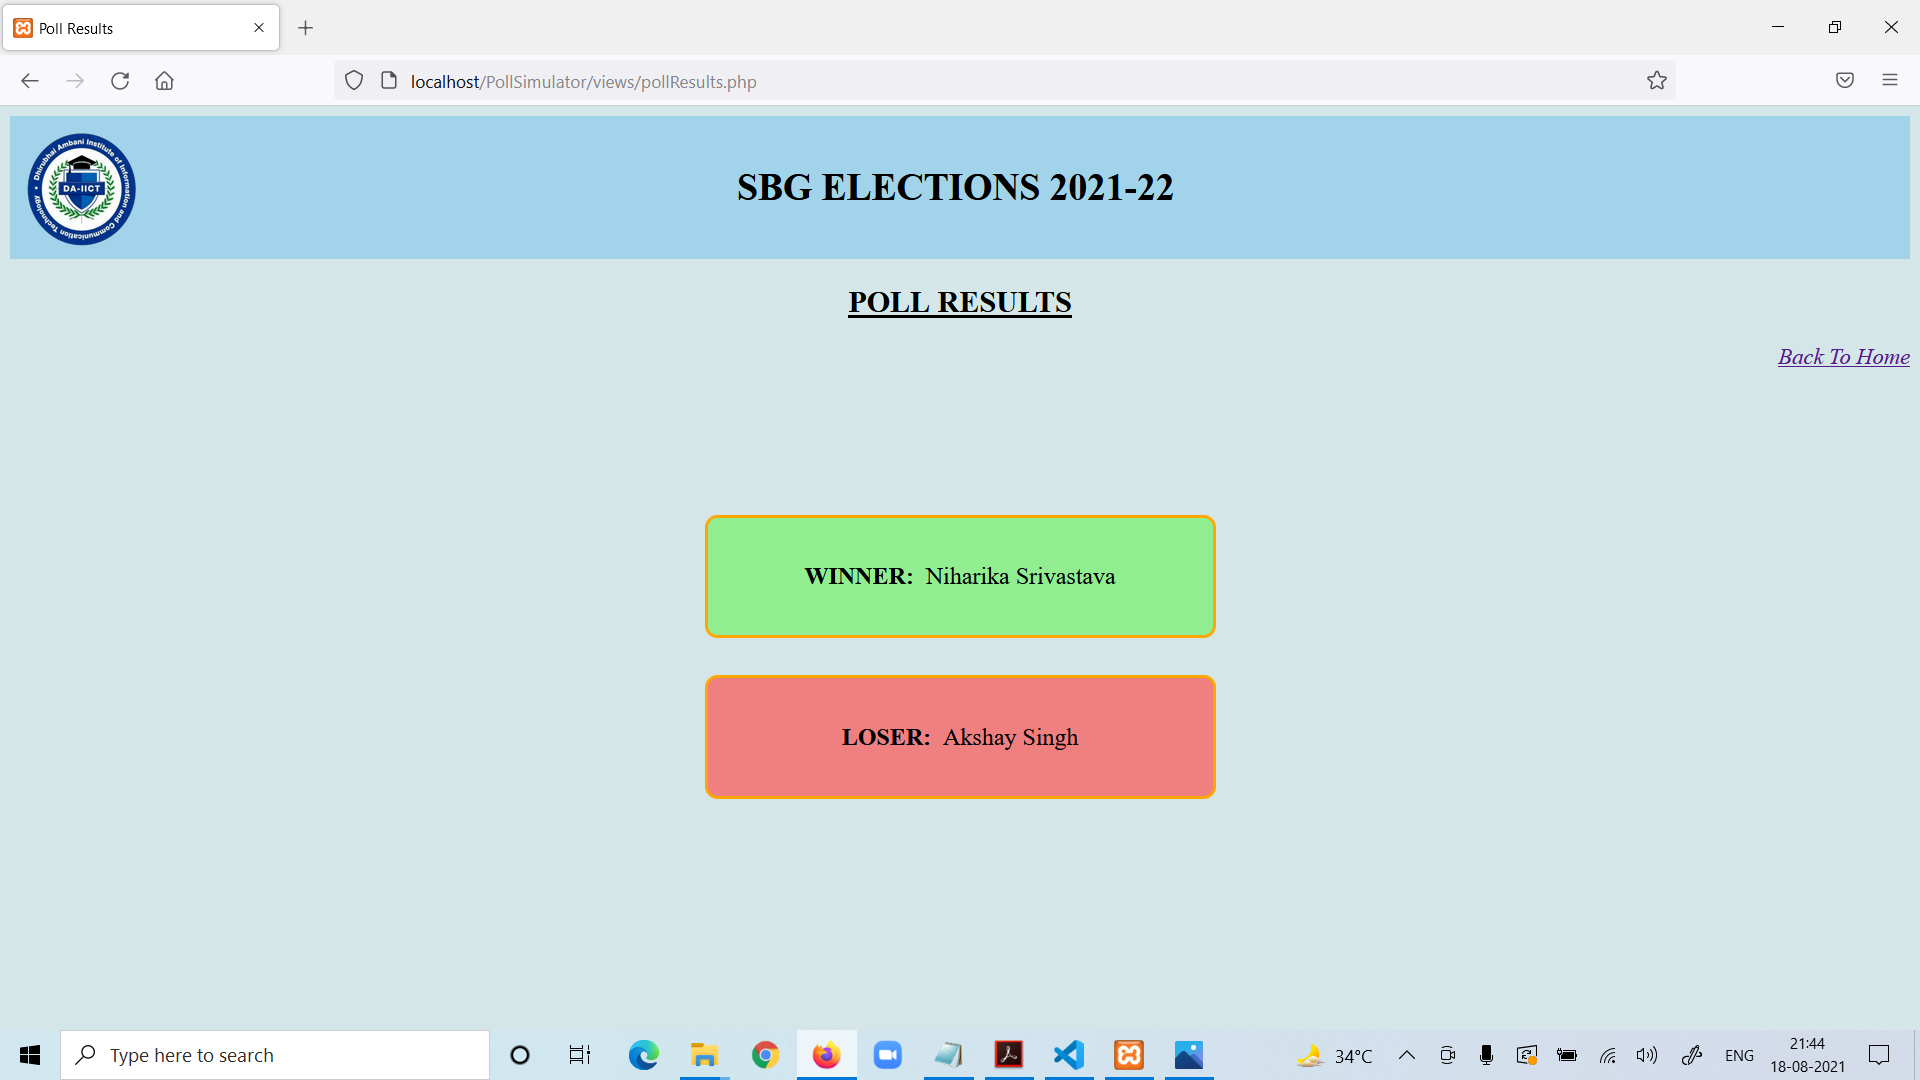 Poll Results
localhost/PollSimulator/views/pollResults.php
Dhirubhai Ambani Institute of Information and Communication Technology
DA-IICT
SBG ELECTIONS 2021-22
POLL RESULTS
Back To Home
WINNER: Niharika Srivastava
LOSER: Akshay Singh
Type here to search
34°C
ENG
21:44
18-08-2021